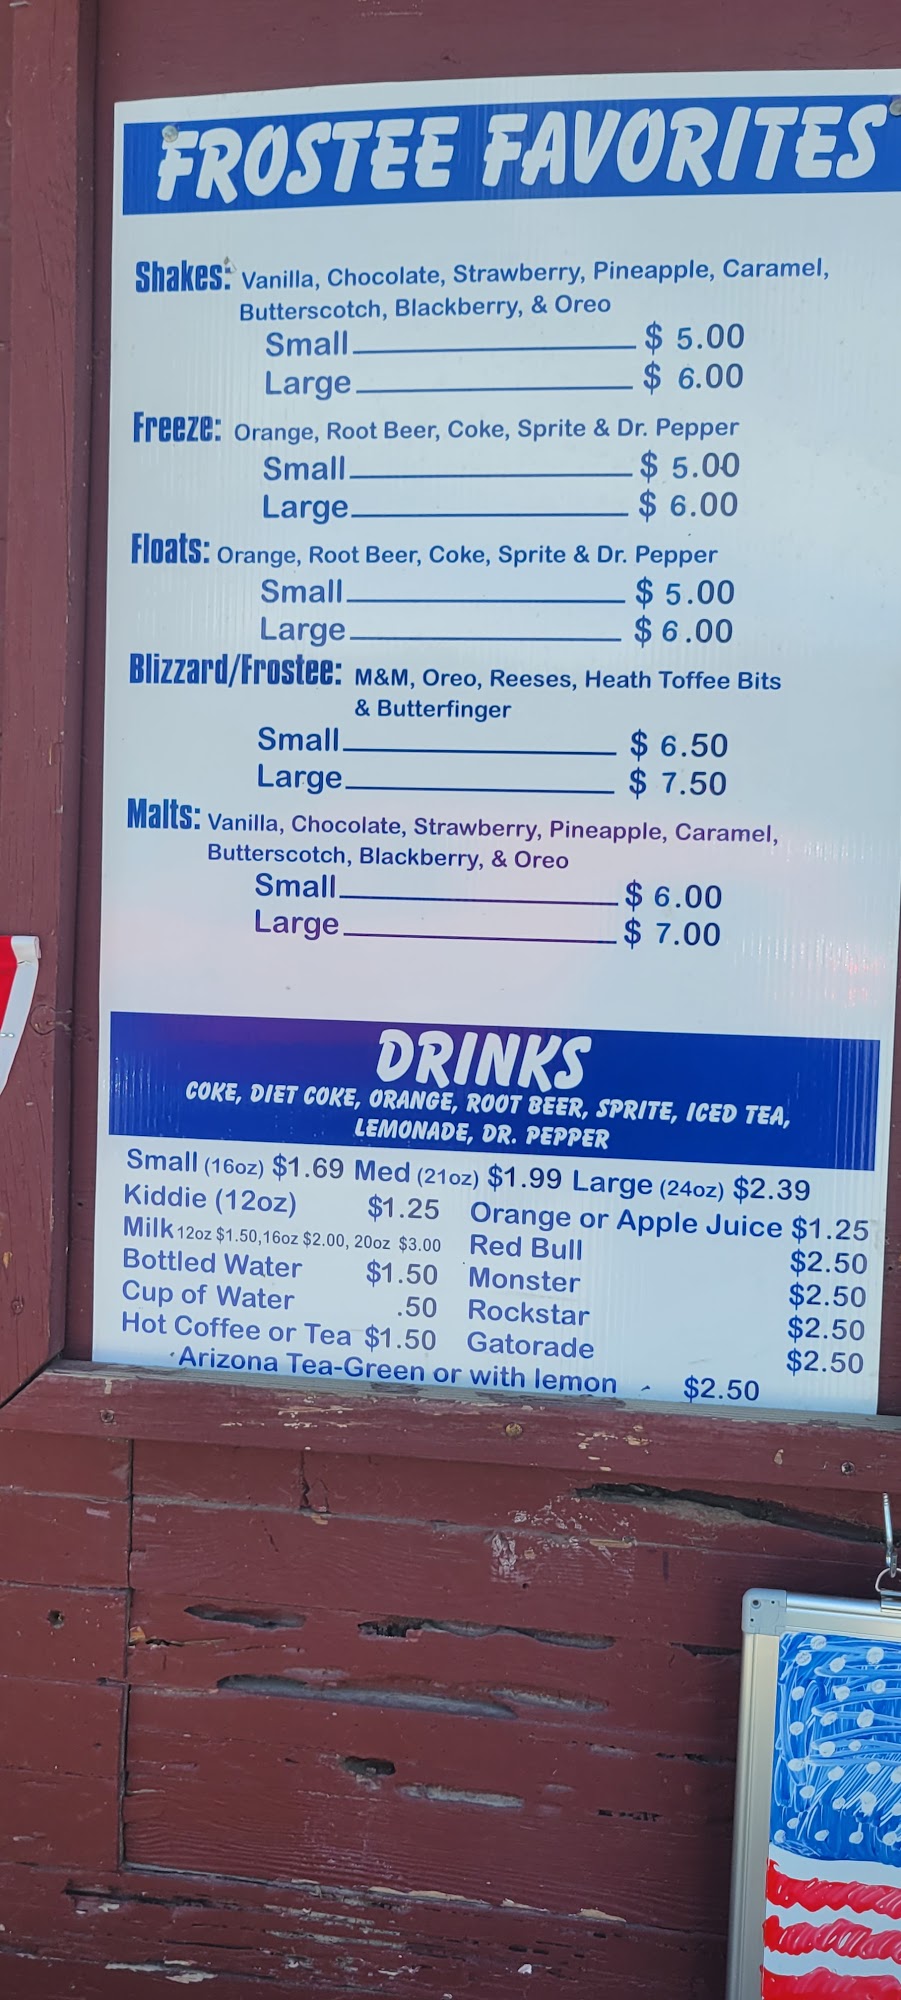 FROSTEE FAVORITES
Shakes: Vanilla, Chocolate, Strawberry, Pineapple, Caramel,
Butterscotch, Blackberry, & Oreo
Small $ 5.00
Large $ 6.00
Freeze: Orange, Root Beer, Coke, Sprite & Dr. Pepper
Small $ 5.00
Large $ 6.00
Floats: Orange, Root Beer, Coke, Sprite & Dr. Pepper
Small $ 5.00
Large $ 6.00
Blizzard/Frostee: M&M, Oreo, Reeses, Heath Toffee Bits
& Butterfinger
Small $ 6.50
Large $ 7.50
Malts: Vanilla, Chocolate, Strawberry, Pineapple, Caramel,
Butterscotch, Blackberry, & Oreo
Small $ 6.00
Large $ 7.00
DRINKS
COKE, DIET COKE, ORANGE, ROOT BEER, SPRITE, ICED TEA,
LEMONADE, DR. PEPPER
Small (16oz) $1.69 Med (21oz) $1.99 Large (24oz) $2.39
Kiddie (12oz) $1.25 Orange or Apple Juice $1.25
Milk 12oz $1.50,16oz $2.00, 20oz $3.00 Red Bull $2.50
Bottled Water $1.50 Monster $2.50
Cup of Water .50 Rockstar $2.50
Hot Coffee or Tea $1.50 Gatorade $2.50
Arizona Tea-Green or with lemon - $2.50